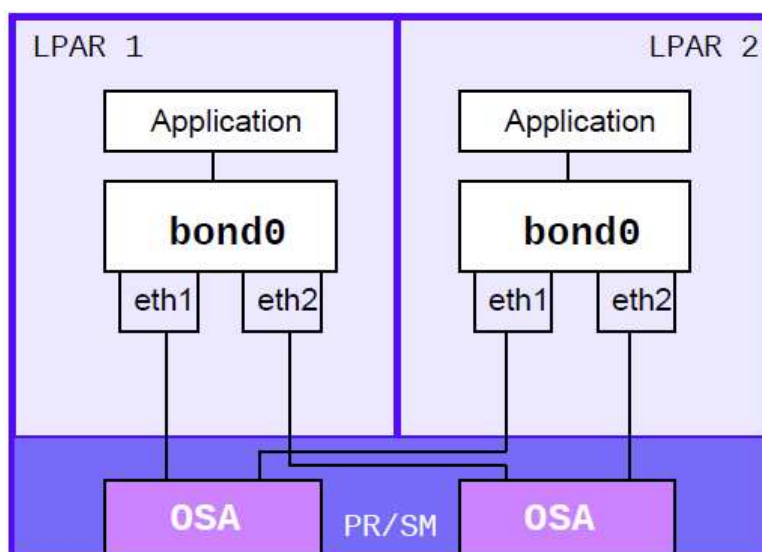 LPAR 1
LPAR 2
Application
Application
bond0
bond0
eth1
eth2
eth1
eth2
OSA
PR/SM
OSA